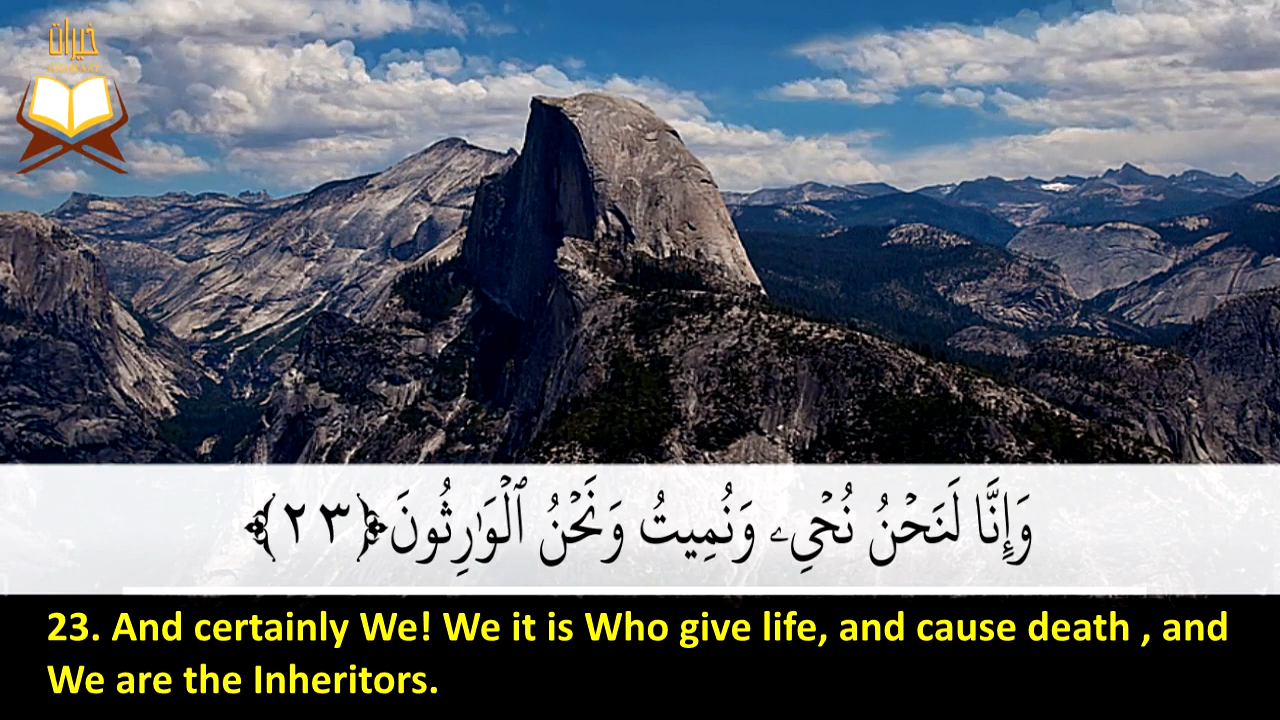 خيرات
وَإِنَّا لَنَحْنُ نُحْىِۦ وَنُمِيتُ وَنَحْنُ ٱلْوَٰرِثُونَ ﴿٢٣﴾
23. And certainly We! We it is Who give life, and cause death , and
We are the Inheritors.